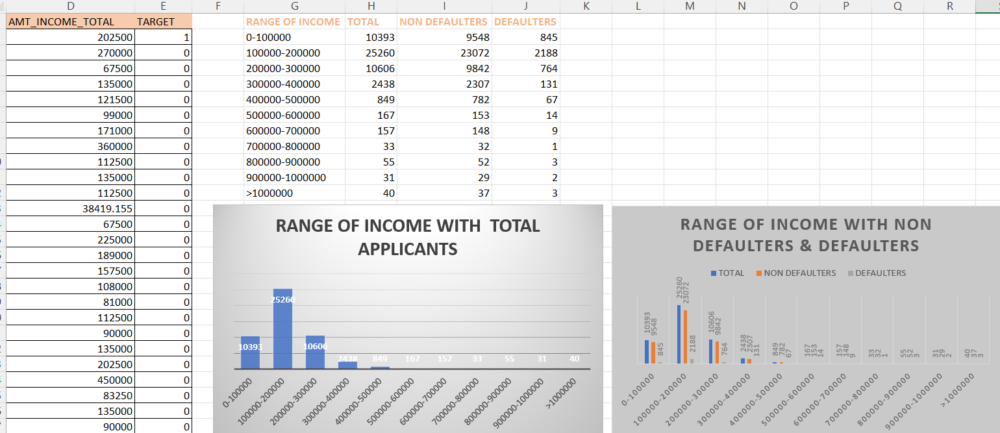 D E F G H I J K L M N O P Q R
AMT_INCOME_TOTAL TARGET RANGE OF INCOME TOTAL NON DEFAULTERS DEFAULTERS
202500 1 0-100000 10393 9548 845
270000 0 100000-200000 25260 23072 2188
67500 0 200000-300000 10606 9842 764
135000 0 300000-400000 2438 2307 131
121500 0 400000-500000 849 782 67
99000 0 500000-600000 167 153 14
171000 0 600000-700000 157 148 9
360000 0 700000-800000 33 32 1
112500 0 800000-900000 55 52 3
135000 0 900000-1000000 31 29 2
112500 0 >1000000 40 37 3
38419.155 0
67500 0
225000 0
189000 0
157500 0
108000 0
81000 0
112500 0
90000 0
135000 0
202500 0
450000 0
83250 0
135000 0
90000 0
RANGE OF INCOME WITH TOTAL
APPLICANTS
25260
10393 10606
2438 849 167 157 33 55 31 40
0-100000 100000-200000 200000-300000 300000-400000 400000-500000 500000-600000 600000-700000 700000-800000 800000-900000 900000-1000000 >1000000
RANGE OF INCOME WITH NON
DEFAULTERS & DEFAULTERS
TOTAL NON DEFAULTERS DEFAULTERS
10393 9548 845
25260 23072 2188
10606 9842 764
2438 2307 131
849 782 67
167 153 14
157 148 9
33 32 1
55 52 3
31 29 2
40 37 3
0-100000 100000-200000 200000-300000 300000-400000 400000-500000 500000-600000 600000-700000 700000-800000 800000-900000 900000-1000000 >1000000